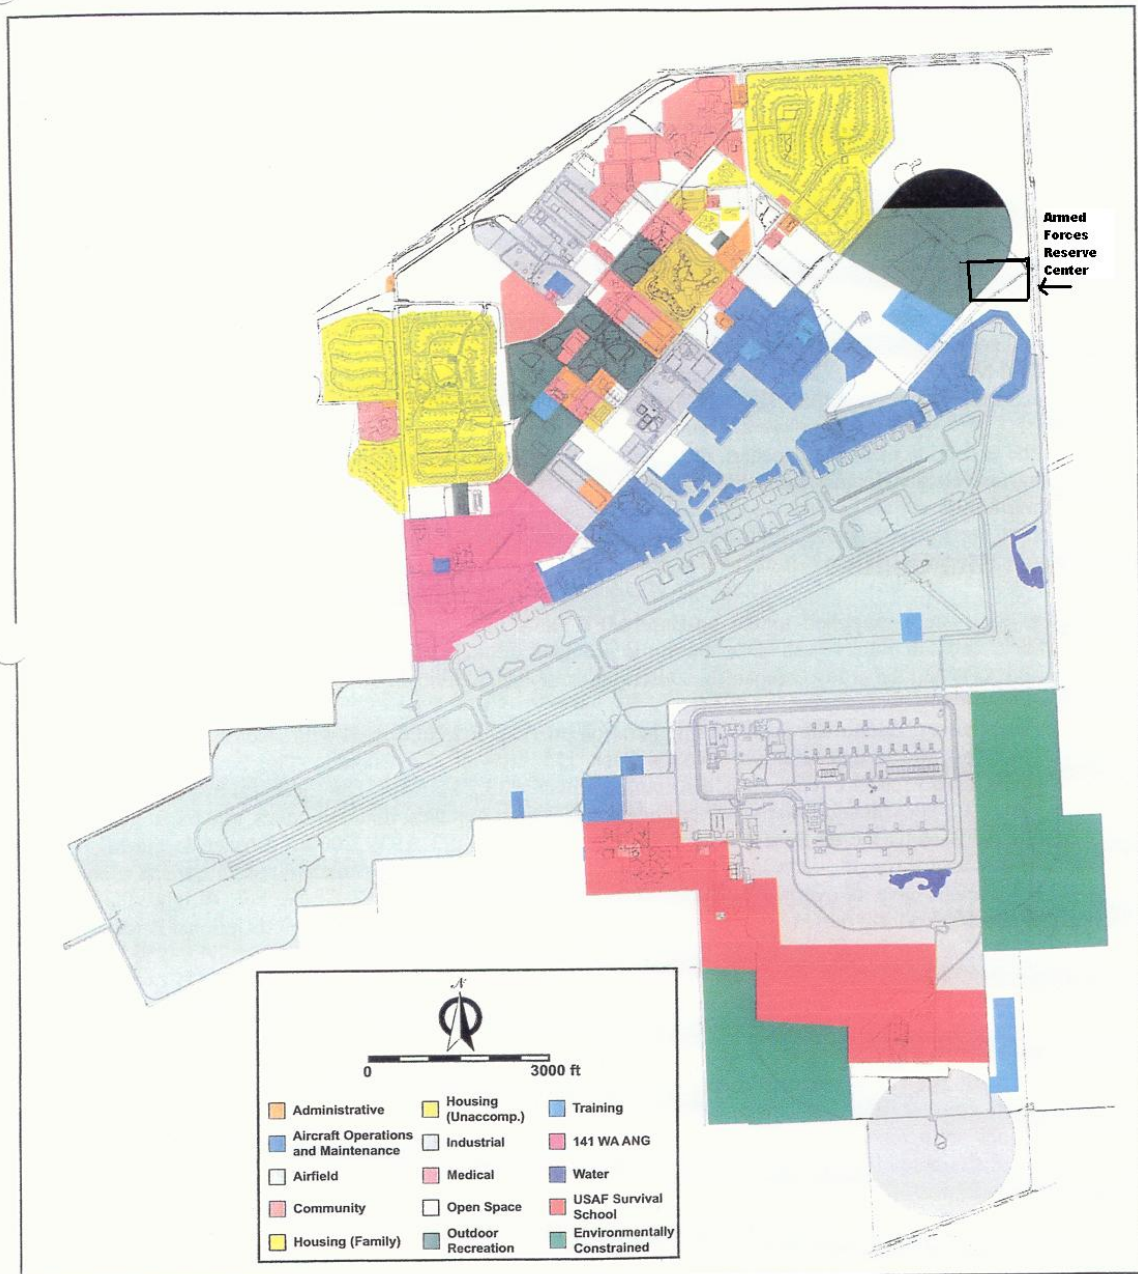 Armed
Forces
Reserve
Center
N
0 3000 ft
Administrative
Aircraft Operations
and Maintenance
Airfield
Community
Housing (Family)
Housing
(Unaccomp.)
Industrial
Medical
Open Space
Outdoor
Recreation
Training
141 WA ANG
Water
USAF Survival
School
Environmentally
Constrained